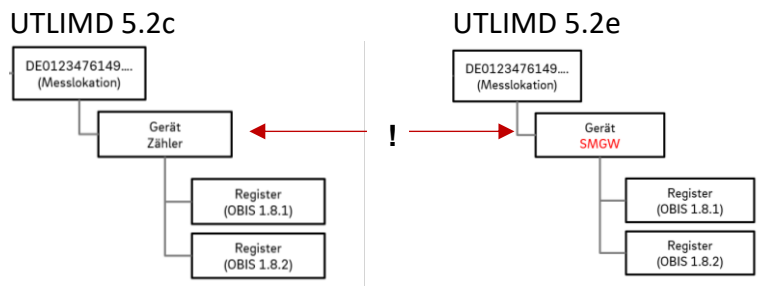 UTLIMD 5.2c
DE0123476149....
(Messlokation)
Gerät
Zähler
Register
(OBIS 1.8.1)
Register
(OBIS 1.8.2)
!
UTLIMD 5.2e
DE0123476149....
(Messlokation)
Gerät
SMGW
Register
(OBIS 1.8.1)
Register
(OBIS 1.8.2)